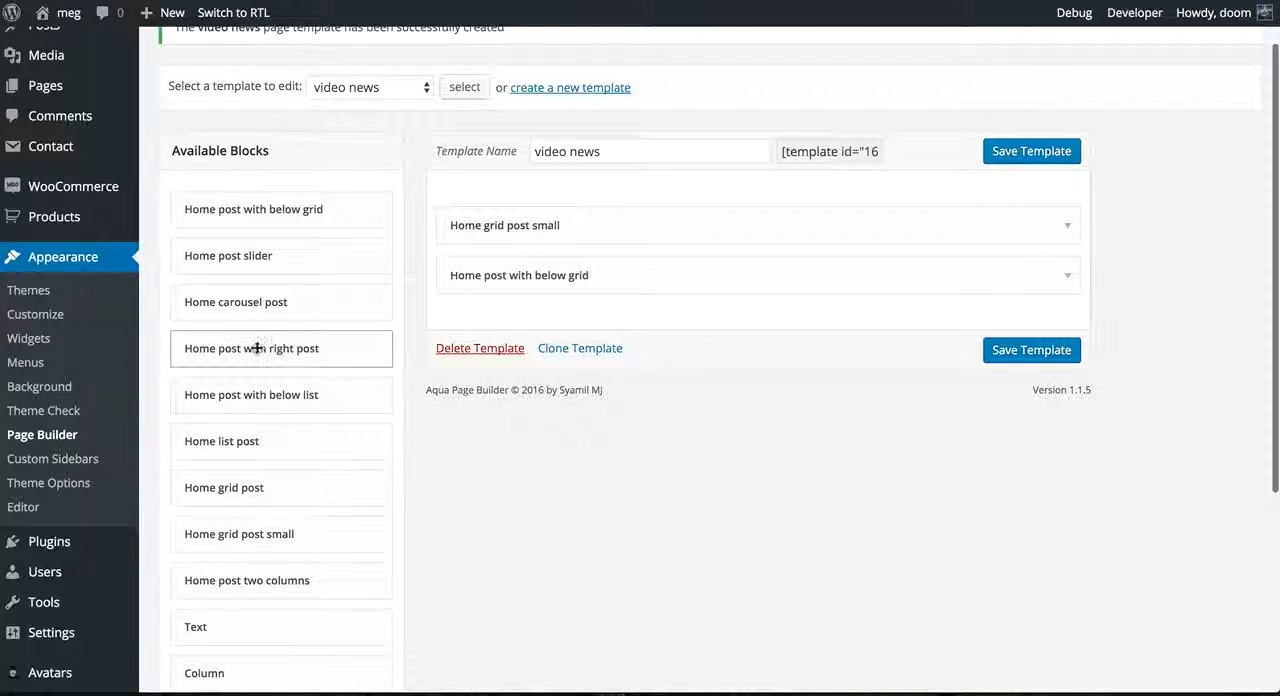 meg 0 New Switch to RTL Debug Developer Howdy, doom
Posts
The video news page template has been successfully created
Media
Pages
Comments
Contact
WooCommerce
Products
Appearance
Themes
Customize
Widgets
Menus
Background
Theme Check
Page Builder
Custom Sidebars
Theme Options
Editor
Plugins
Users
Tools
Settings
Avatars
Select a template to edit: video news select or create a new template
Available Blocks
Home post with below grid
Home post slider
Home carousel post
Home post with right post
Home post with below list
Home list post
Home grid post
Home grid post small
Home post two columns
Text
Column
Template Name video news [template id="16 Save Template
Home grid post small
Home post with below grid
Delete Template Clone Template Save Template
Aqua Page Builder © 2016 by Syamil MJ Version 1.1.5